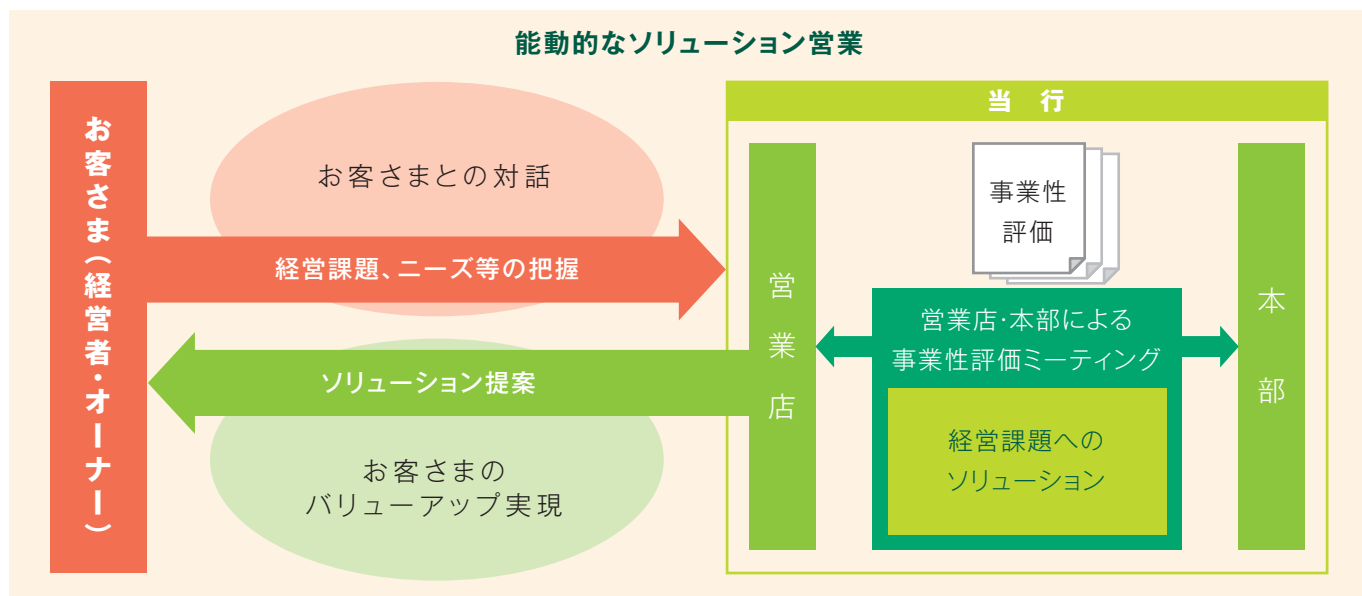 能動的なソリューション営業
お客さま（経営者・オーナー）
お客さまとの対話
経営課題、ニーズ等の把握
ソリューション提案
お客さまの
バリューアップ実現
当 行
営業店
事業性
評価
営業店・本部による
事業性評価ミーティング
経営課題への
ソリューション
本部